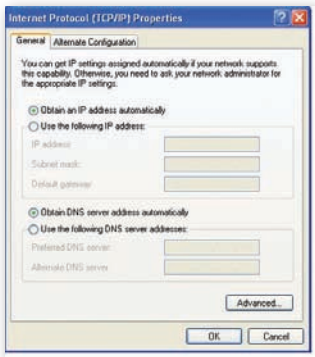 Internet Protocol (TCP/IP) Properties
General
Alternate Configuration
You can get IP settings assigned automatically if your network supports
this capability. Otherwise, you need to ask your network administrator for
the appropriate IP settings.
Obtain an IP address automatically
Use the following IP address:
IP address:
Subnet mask:
Default gateway:
Obtain DNS server address automatically
Use the following DNS server addresses:
Preferred DNS server:
Alternate DNS server:
Advanced...
OK
Cancel